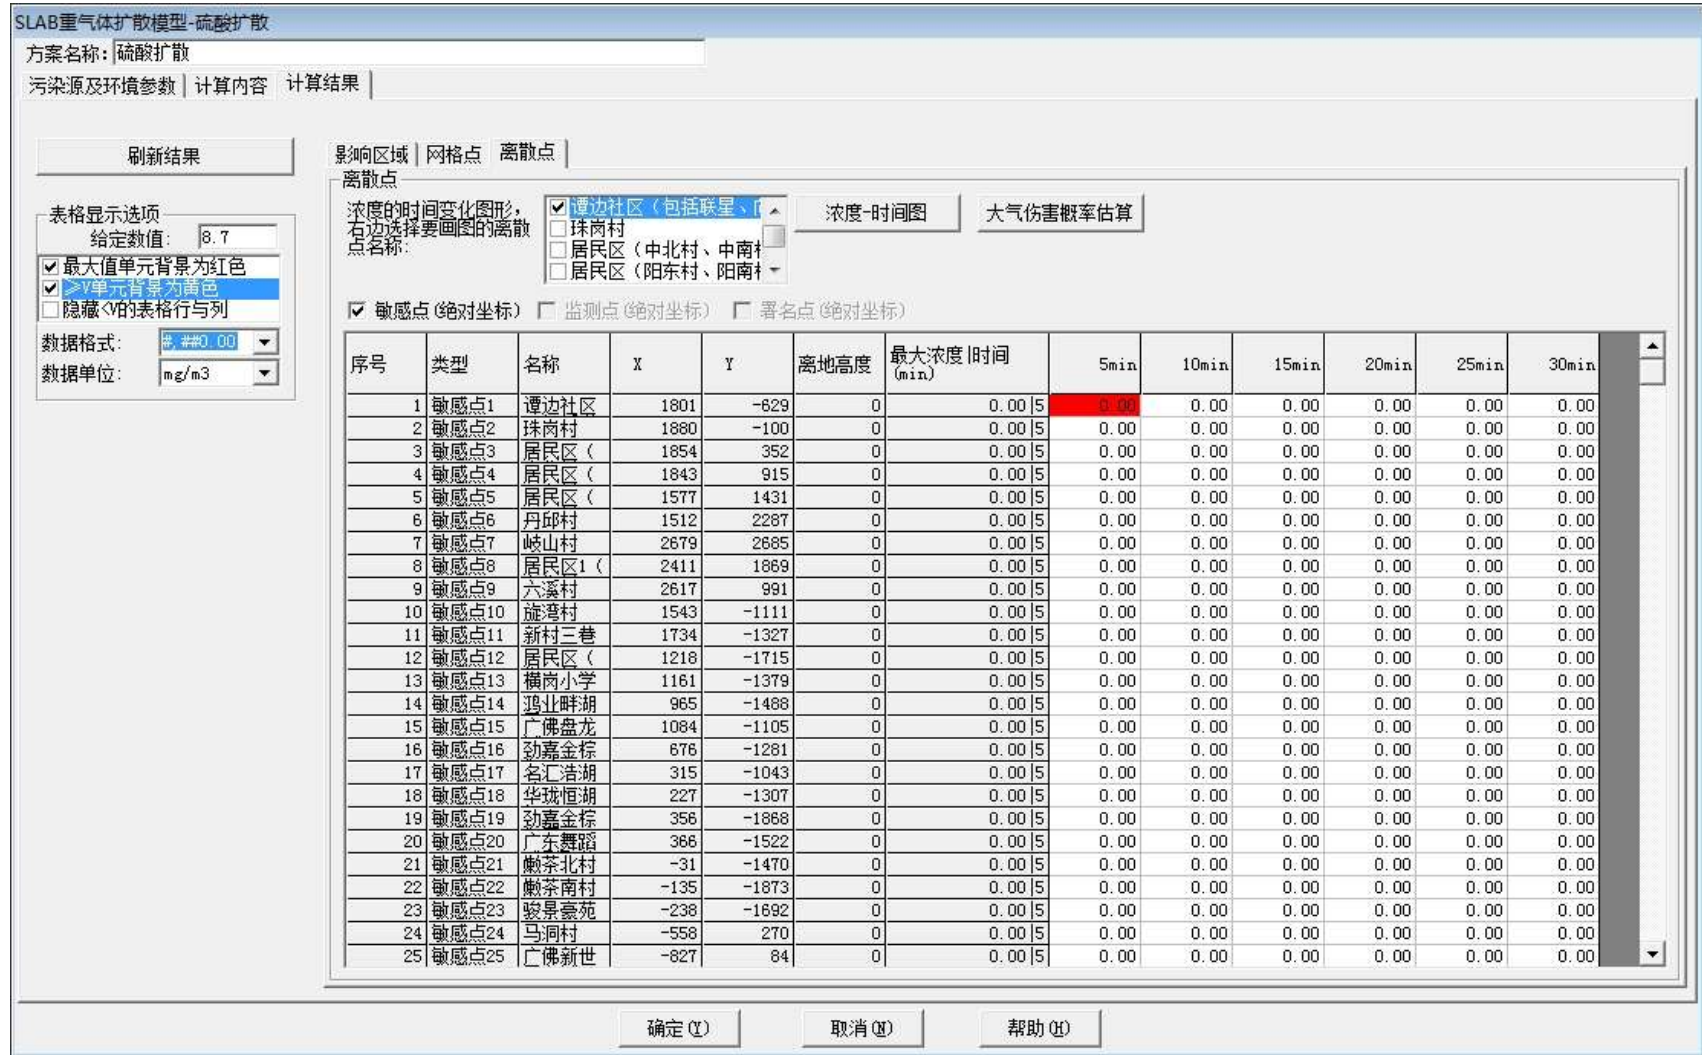 SLAB重气体扩散模型-硫酸扩散
方案名称: 硫酸扩散
污染源及环境参数 计算内容 计算结果
刷新结果
表格显示选项
给定数值: 8.7
最大值单元背景为红色
≥V单元背景为黄色
隐藏<V的表格行与列
数据格式: #,##0.00
数据单位: mg/m3
影响区域 网格点 离散点
离散点
浓度的时间变化图形,
右边选择要画图的离散
点名称:
谭边社区(包括联星、
珠岗村
居民区(中北村、中南
居民区(阳东村、阳南
浓度-时间图 大气伤害概率估算
敏感点(绝对坐标) 监测点(绝对坐标) 署名点(绝对坐标)
序号 类型 名称 X Y 离地高度 最大浓度|时间(min) 5min 10min 15min 20min 25min 30min
1 敏感点1 谭边社区 1801 -629 0 0.00|5 0.00 0.00 0.00 0.00 0.00 0.00
2 敏感点2 珠岗村 1880 -100 0 0.00|5 0.00 0.00 0.00 0.00 0.00 0.00
3 敏感点3 居民区( 1854 352 0 0.00|5 0.00 0.00 0.00 0.00 0.00 0.00
4 敏感点4 居民区( 1843 915 0 0.00|5 0.00 0.00 0.00 0.00 0.00 0.00
5 敏感点5 居民区( 1577 1431 0 0.00|5 0.00 0.00 0.00 0.00 0.00 0.00
6 敏感点6 丹邱村 1512 2287 0 0.00|5 0.00 0.00 0.00 0.00 0.00 0.00
7 敏感点7 岐山村 2679 2685 0 0.00|5 0.00 0.00 0.00 0.00 0.00 0.00
8 敏感点8 居民区1( 2411 1869 0 0.00|5 0.00 0.00 0.00 0.00 0.00 0.00
9 敏感点9 六溪村 2617 991 0 0.00|5 0.00 0.00 0.00 0.00 0.00 0.00
10 敏感点10 旋湾村 1543 -1111 0 0.00|5 0.00 0.00 0.00 0.00 0.00 0.00
11 敏感点11 新村三巷 1734 -1327 0 0.00|5 0.00 0.00 0.00 0.00 0.00 0.00
12 敏感点12 居民区( 1218 -1715 0 0.00|5 0.00 0.00 0.00 0.00 0.00 0.00
13 敏感点13 横岗小学 1161 -1379 0 0.00|5 0.00 0.00 0.00 0.00 0.00 0.00
14 敏感点14 鸿业畔湖 965 -1488 0 0.00|5 0.00 0.00 0.00 0.00 0.00 0.00
15 敏感点15 广佛盘龙 1084 -1105 0 0.00|5 0.00 0.00 0.00 0.00 0.00 0.00
16 敏感点16 劲嘉金棕 676 -1281 0 0.00|5 0.00 0.00 0.00 0.00 0.00 0.00
17 敏感点17 名汇浩湖 315 -1043 0 0.00|5 0.00 0.00 0.00 0.00 0.00 0.00
18 敏感点18 华珑恒湖 227 -1307 0 0.00|5 0.00 0.00 0.00 0.00 0.00 0.00
19 敏感点19 劲嘉金棕 356 -1868 0 0.00|5 0.00 0.00 0.00 0.00 0.00 0.00
20 敏感点20 广东舞蹈 366 -1522 0 0.00|5 0.00 0.00 0.00 0.00 0.00 0.00
21 敏感点21 嫩茶北村 -31 -1470 0 0.00|5 0.00 0.00 0.00 0.00 0.00 0.00
22 敏感点22 嫩茶南村 -135 -1873 0 0.00|5 0.00 0.00 0.00 0.00 0.00 0.00
23 敏感点23 骏景豪苑 -238 -1692 0 0.00|5 0.00 0.00 0.00 0.00 0.00 0.00
24 敏感点24 马洞村 -558 270 0 0.00|5 0.00 0.00 0.00 0.00 0.00 0.00
25 敏感点25 广佛新世 -827 84 0 0.00|5 0.00 0.00 0.00 0.00 0.00 0.00
确定(Y) 取消(N) 帮助(H)